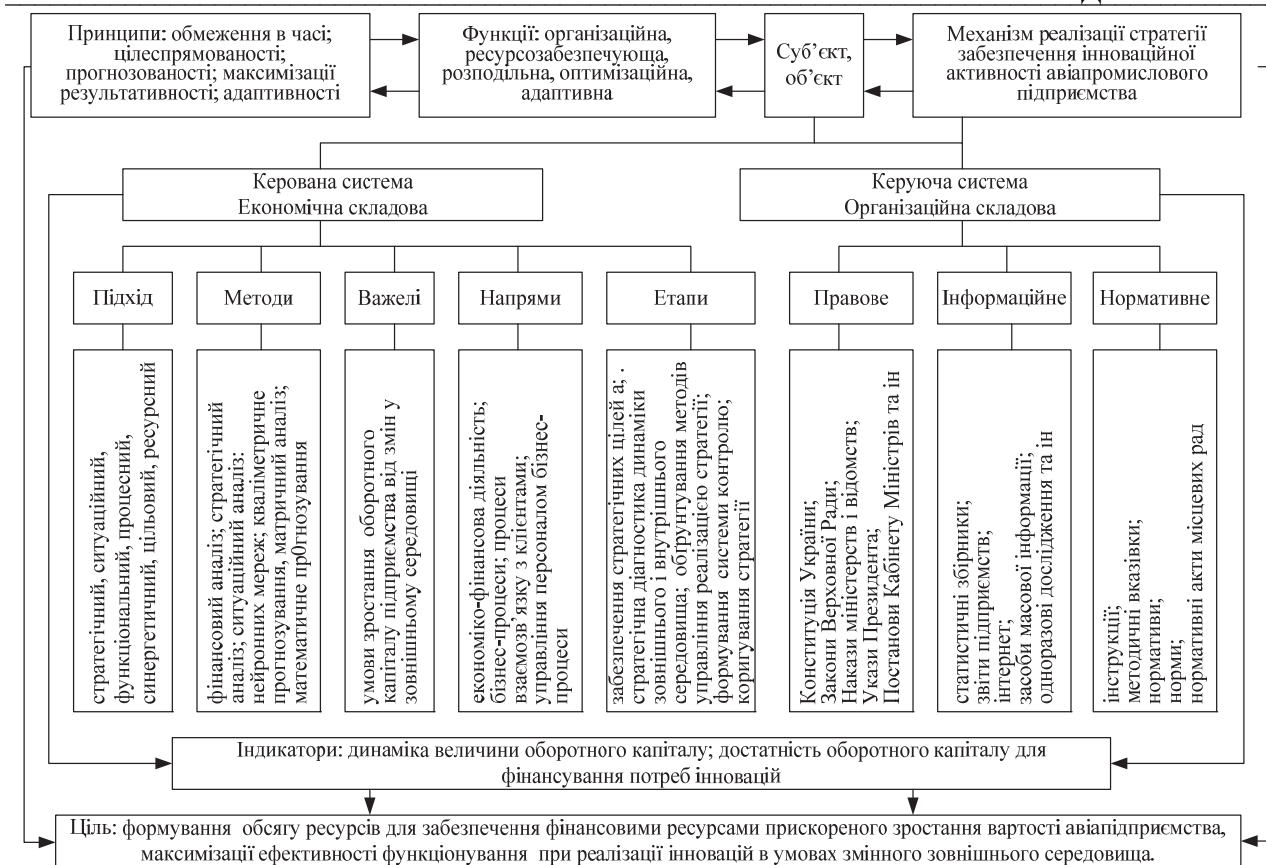 Принципи: обмеження в часі;
цілеспрямованості;
прогнозованості; максимізації
результативності; адаптивності
Функції: організаційна,
ресурсозабезпечующа,
розподільна, оптимізаційна,
адаптивна
Суб’єкт,
об’єкт
Механізм реалізації стратегії
забезпечення інноваційної
активності авіапромислового
підприємства
Керована система
Економічна складова
Керуюча система
Організаційна складова
Підхід
Методи
Важелі
Напрями
Етапи
Правове
Інформаційне
Нормативне
стратегічний, ситуаційний,
функціональний, процесний,
синергетичний, цільовий, ресурсний
фінансовий аналіз; стратегічний
аналіз; ситуаційний аналіз:
нейронних мереж; кваліметричне
прогнозування, матричний аналіз;
математичне пр0гнозування
умови зростання оборотного
капіталу підприємства від змін у
зовнішньому середовищі
економіко-фінансова діяльність;
бізнес-процеси; процеси
взаємозв’язку з клієнтами;
управління персоналом бізнес-
процеси
забезпечення стратегічних цілей а; .
стратегічна діагностика динаміки
зовнішнього і внутрішнього
середовища; обґрунтування методів
управління реалізацією стратегії;
формування системи контролю;
коригування стратегії
Конституція України;
Закони Верховної Ради;
Накази міністерств і відомств;
Укази Президента;
Постанови Кабінету Міністрів та ін
статистичні збірники;
звіти підприємств;
інтернет;
засоби масової інформації;
одноразові дослідження та ін
інструкції;
методичні вказівки;
нормативи;
норми;
нормативні акти місцевих рад
Індикатори: динаміка величини оборотного капіталу; достатність оборотного капіталу для
фінансування потреб інновацій
Ціль: формування обсягу ресурсів для забезпечення фінансовими ресурсами прискореного зростання вартості авіапідприємства,
максимізації ефективності функціонування при реалізації інновацій в умовах змінного зовнішнього середовища.